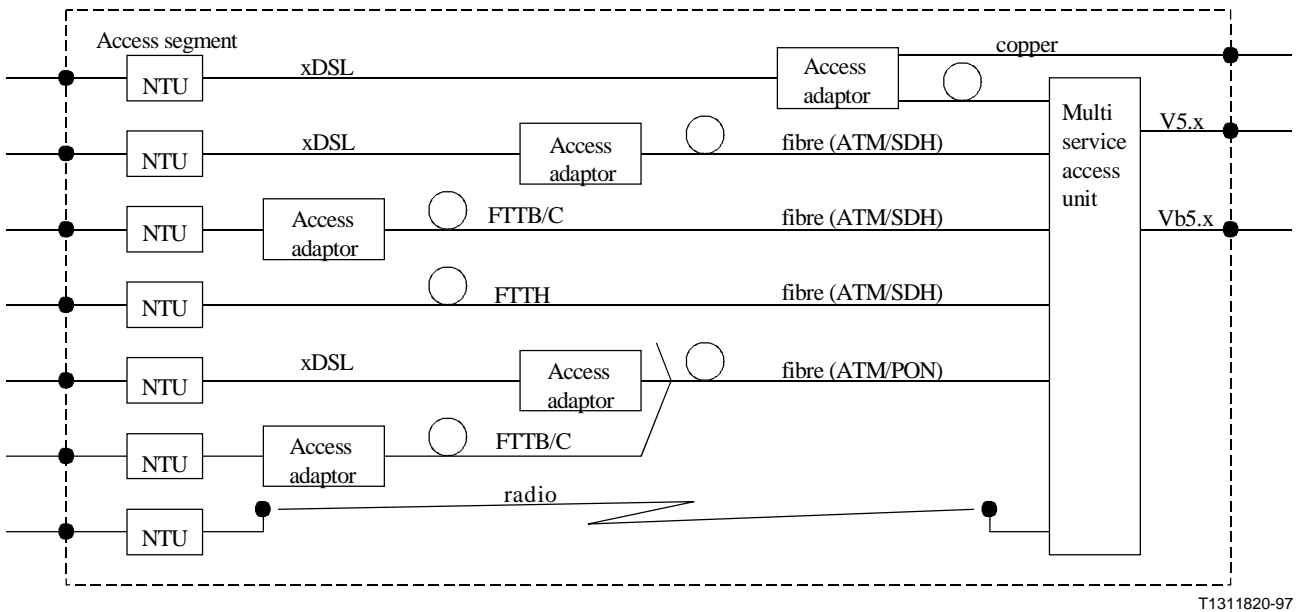 Access segment
NTU
xDSL
Access
adaptor
copper
NTU
xDSL
Access
adaptor
fibre (ATM/SDH)
Multi
service
access
unit
V5.x
NTU
Access
adaptor
FTTB/C
fibre (ATM/SDH)
Vb5.x
NTU
FTTH
fibre (ATM/SDH)
NTU
xDSL
Access
adaptor
fibre (ATM/PON)
NTU
Access
adaptor
FTTB/C
NTU
radio
T1311820-97